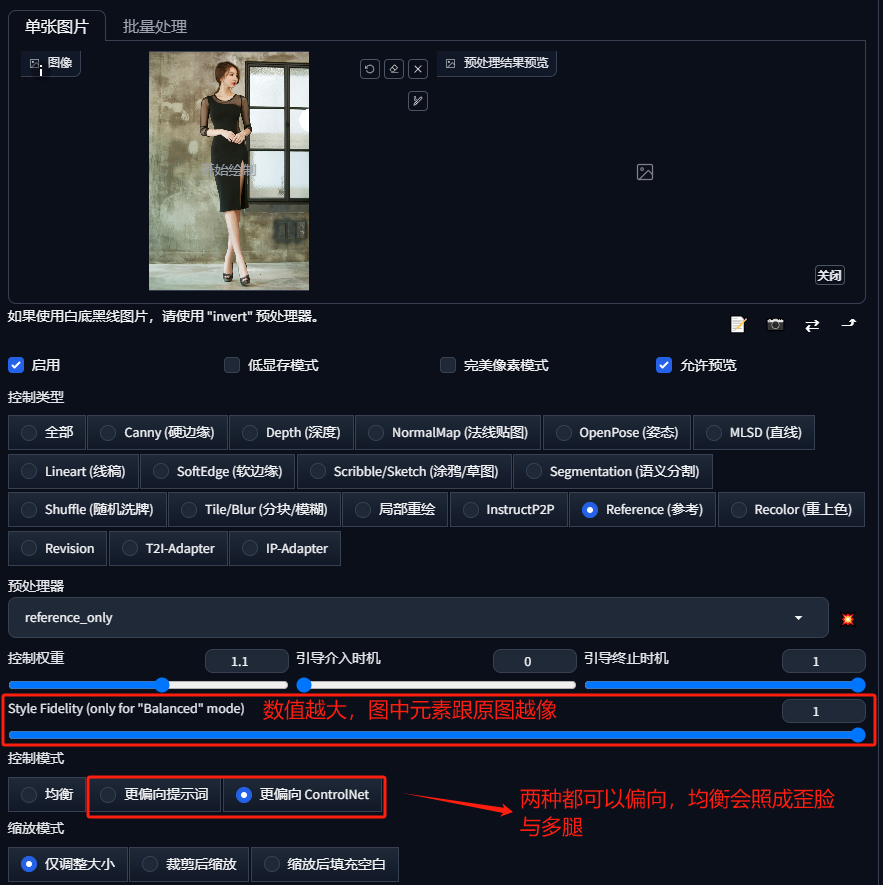 单张图片 批量处理
图像 预处理结果预览
开始绘制
关闭
如果使用白底黑线图片，请使用 "invert" 预处理器。
启用 低显存模式 完美像素模式 允许预览
控制类型
全部 Canny (硬边缘) Depth (深度) NormalMap (法线贴图) OpenPose (姿态) MLSD (直线)
Lineart (线稿) SoftEdge (软边缘) Scribble/Sketch (涂鸦/草图) Segmentation (语义分割)
Shuffle (随机洗牌) Tile/Blur (分块/模糊) 局部重绘 InstructP2P Reference (参考) Recolor (重上色)
Revision T2I-Adapter IP-Adapter
预处理器
reference_only
控制权重 1.1 引导介入时机 0 引导终止时机 1
Style Fidelity (only for "Balanced" mode) 数值越大，图中元素跟原图越像 1
控制模式
均衡 更偏向提示词 更偏向 ControlNet
两种都可以偏向，均衡会照成歪脸
与多腿
缩放模式
仅调整大小 裁剪后缩放 缩放后填充空白